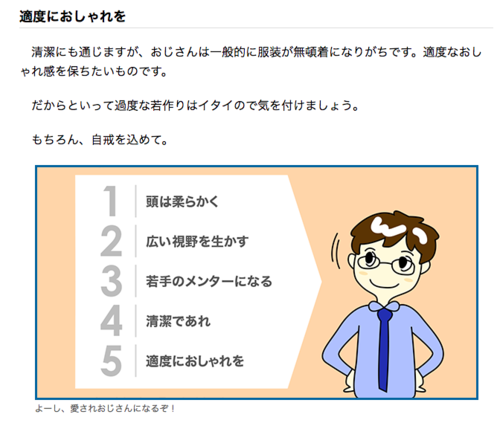 適度におしゃれを
清潔にも通じますが、おじさんは一般的に服装が無頓着になりがちです。適度なおし
ゃれ感を保ちたいものです。
だからといって過度な若作りはイタイので気を付けましょう。
もちろん、自戒を込めて。
1 頭は柔らかく
2 広い視野を生かす
3 若手のメンターになる
4 清潔であれ
5 適度におしゃれを
よーし、愛されおじさんになるぞ！